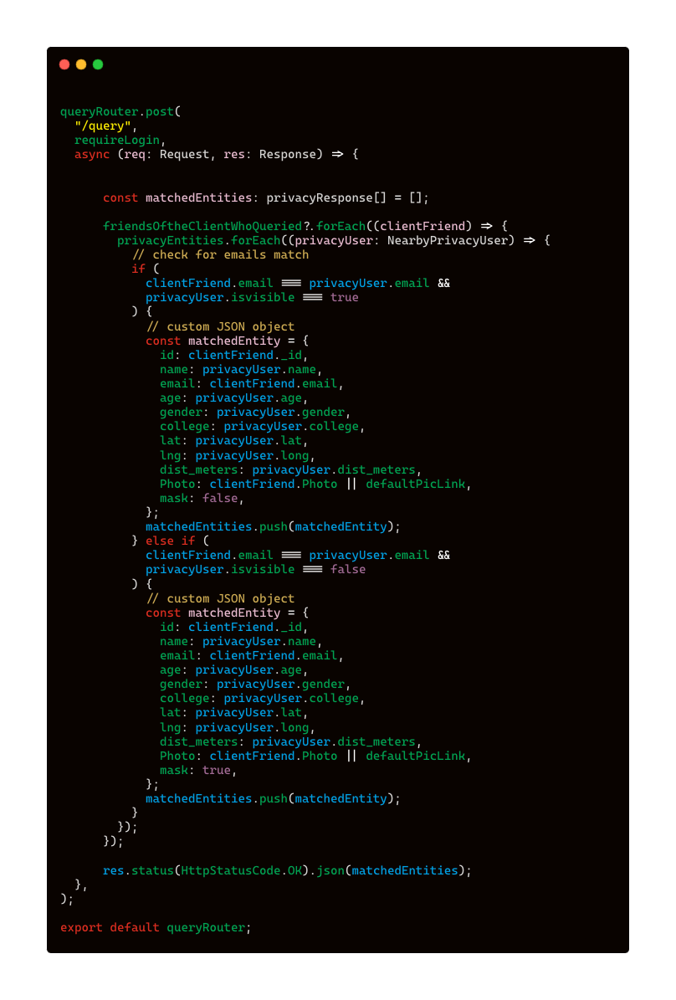 queryRouter.post(
  "/query",
  requireLogin,
  async (req: Request, res: Response) => {
      const matchedEntities: privacyResponse[] = [];
      friendsOftheClientWhoQueried?.forEach((clientFriend) => {
        privacyEntities.forEach((privacyUser: NearbyPrivacyUser) => {
          // check for emails match
          if (
            clientFriend.email === privacyUser.email &&
            privacyUser.isvisible === true
          ) {
            // custom JSON object
            const matchedEntity = {
              id: clientFriend._id,
              name: privacyUser.name,
              email: clientFriend.email,
              age: privacyUser.age,
              gender: privacyUser.gender,
              college: privacyUser.college,
              lat: privacyUser.lat,
              lng: privacyUser.long,
              dist_meters: privacyUser.dist_meters,
              Photo: clientFriend.Photo || defaultPicLink,
              mask: false,
            };
            matchedEntities.push(matchedEntity);
          } else if (
            clientFriend.email === privacyUser.email &&
            privacyUser.isvisible === false
          ) {
            // custom JSON object
            const matchedEntity = {
              id: clientFriend._id,
              name: privacyUser.name,
              email: clientFriend.email,
              age: privacyUser.age,
              gender: privacyUser.gender,
              college: privacyUser.college,
              lat: privacyUser.lat,
              lng: privacyUser.long,
              dist_meters: privacyUser.dist_meters,
              Photo: clientFriend.Photo || defaultPicLink,
              mask: true,
            };
            matchedEntities.push(matchedEntity);
          }
        });
      });
      res.status(HttpStatusCode.OK).json(matchedEntities);
  },
);
export default queryRouter;